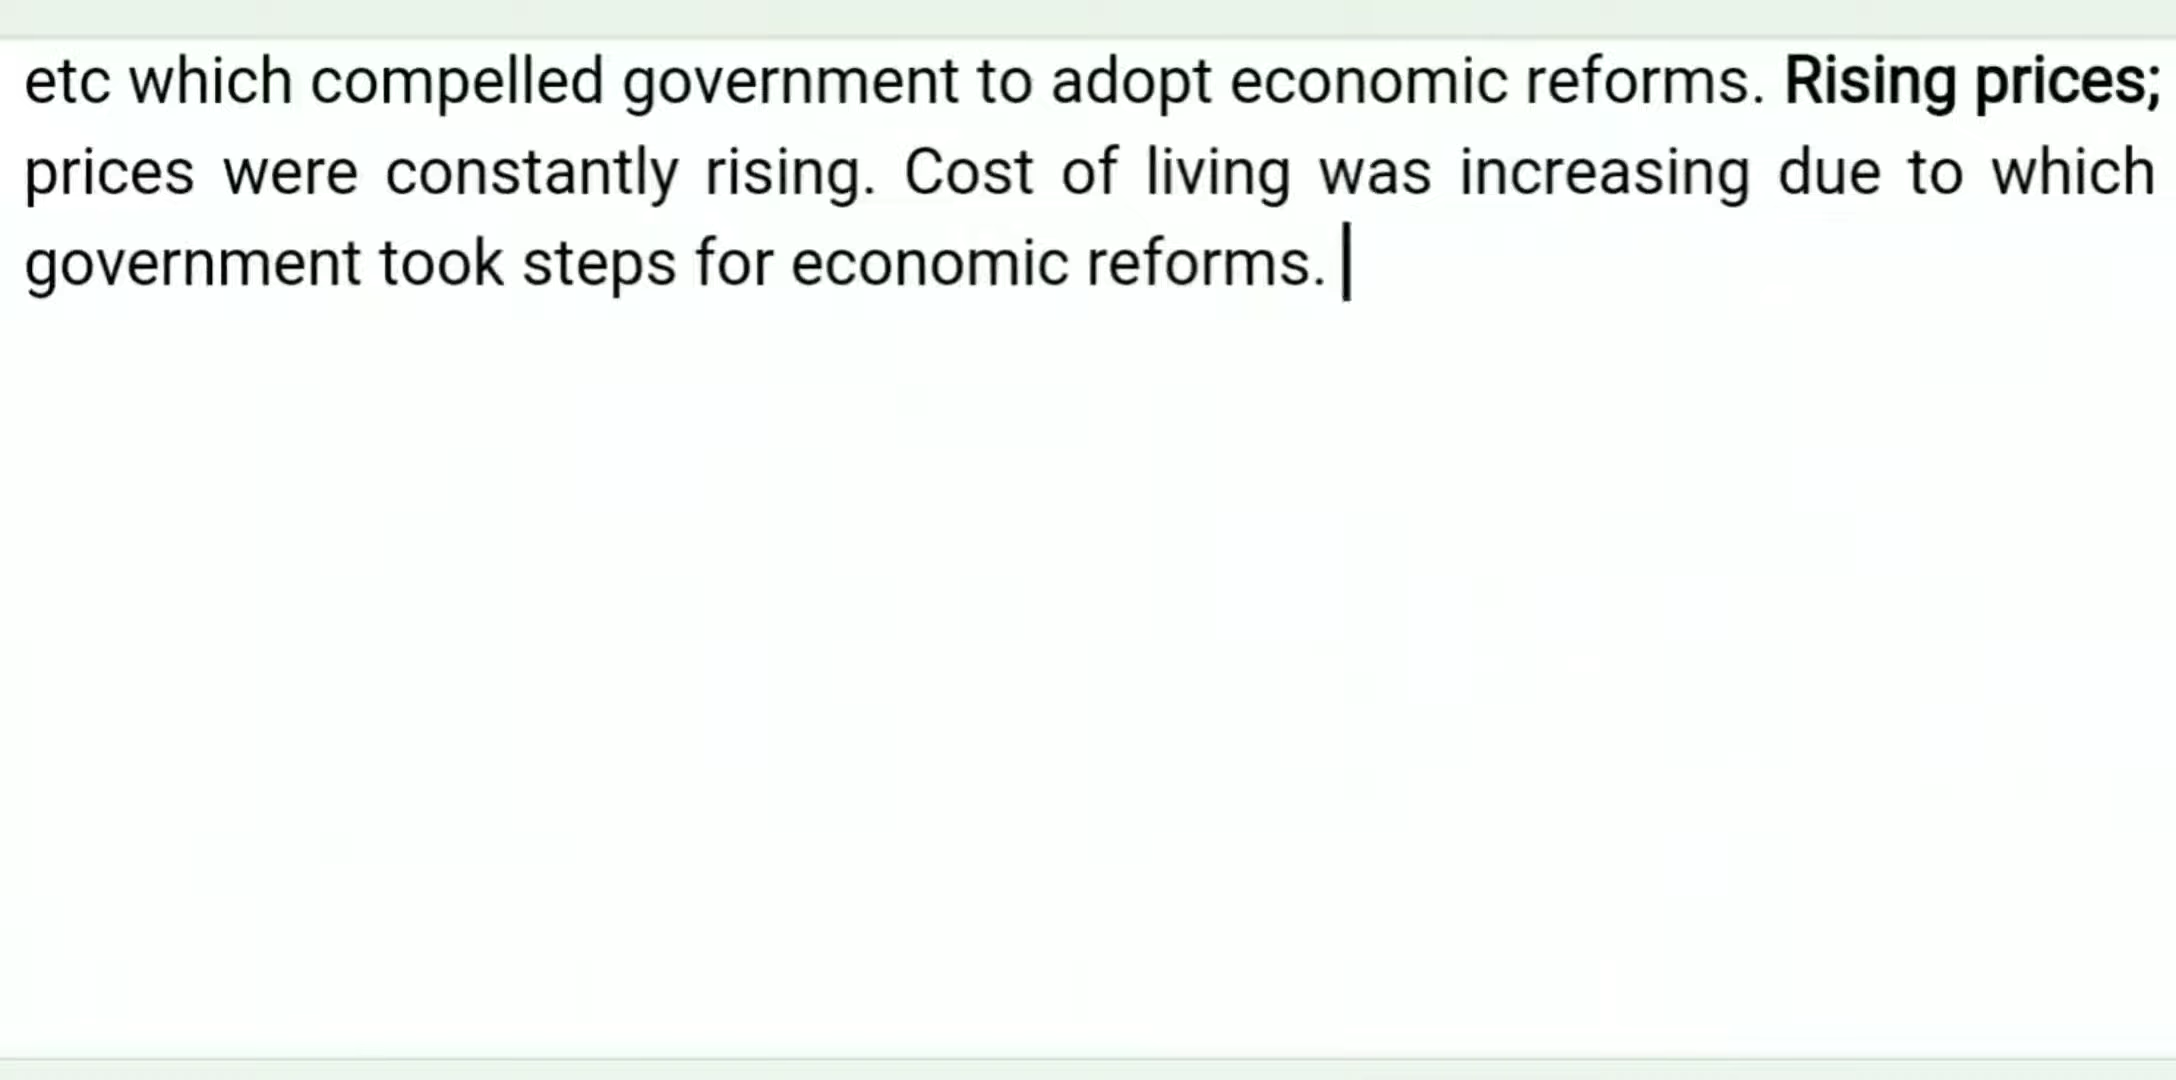 etc which compelled government to adopt economic reforms. Rising prices;
prices were constantly rising. Cost of living was increasing due to which
government took steps for economic reforms.